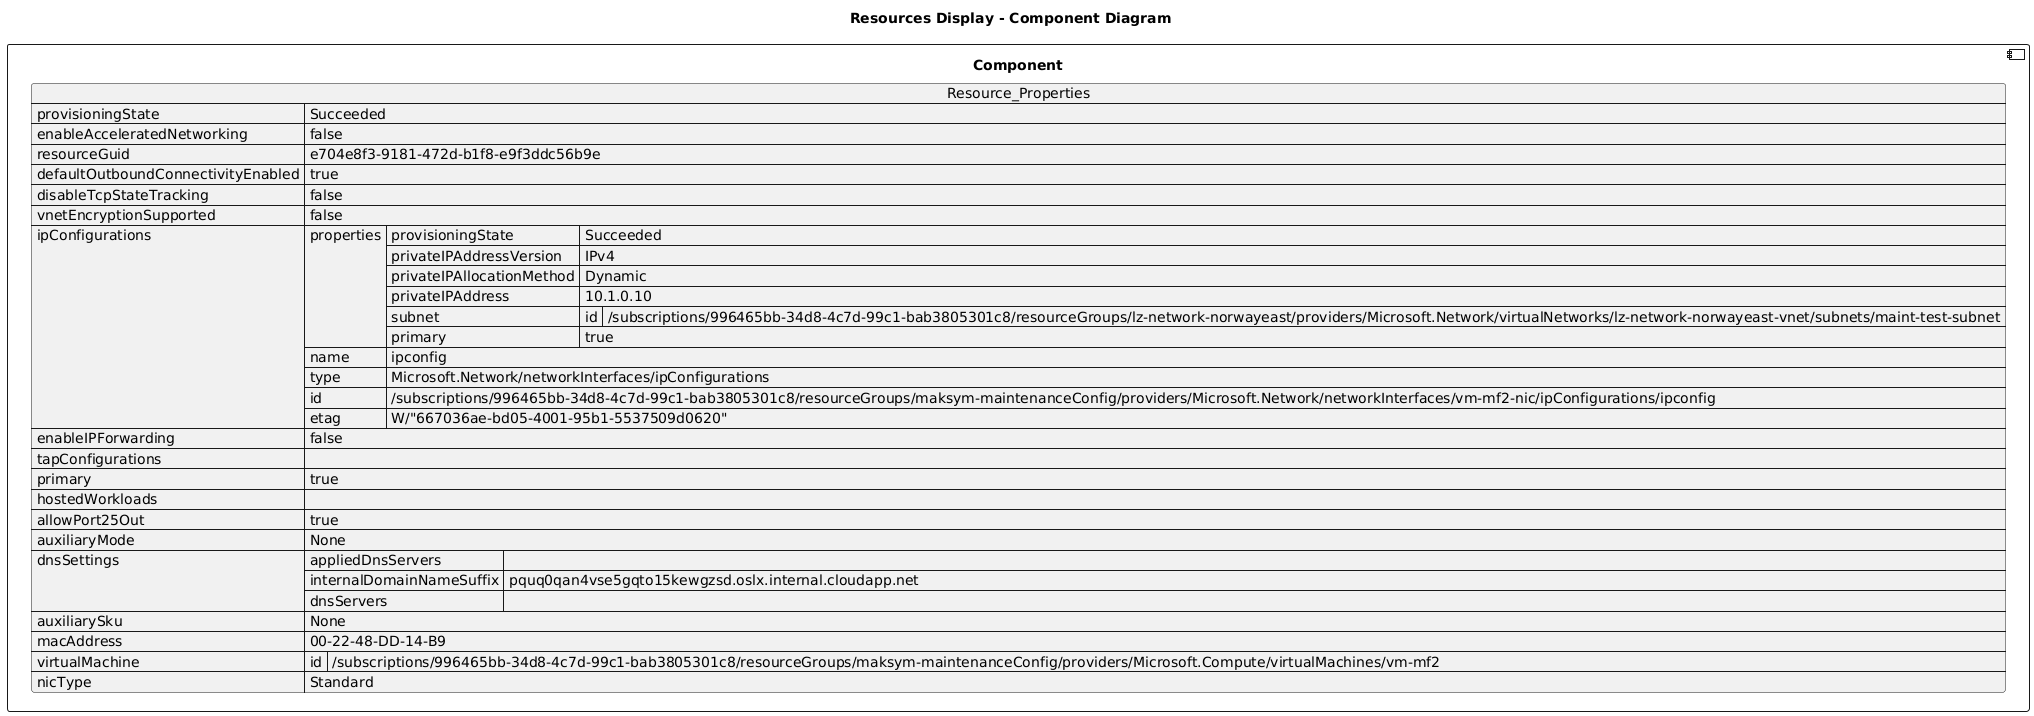 Resources Display - Component Diagram
Component
Resource_Properties
provisioningState Succeeded
enableAcceleratedNetworking false
resourceGuid e704e8f3-9181-472d-b1f8-e9f3ddc56b9e
defaultOutboundConnectivityEnabled true
disableTcpStateTracking false
vnetEncryptionSupported false
ipConfigurations properties provisioningState Succeeded
privateIPAddressVersion IPv4
privateIPAllocationMethod Dynamic
privateIPAddress 10.1.0.10
subnet id /subscriptions/996465bb-34d8-4c7d-99c1-bab3805301c8/resourceGroups/lz-network-norwayeast/providers/Microsoft.Network/virtualNetworks/lz-network-norwayeast-vnet/subnets/maint-test-subnet
primary true
name ipconfig
type Microsoft.Network/networkInterfaces/ipConfigurations
id /subscriptions/996465bb-34d8-4c7d-99c1-bab3805301c8/resourceGroups/maksym-maintenanceConfig/providers/Microsoft.Network/networkInterfaces/vm-mf2-nic/ipConfigurations/ipconfig
etag W/"667036ae-bd05-4001-95b1-5537509d0620"
enableIPForwarding false
tapConfigurations
primary true
hostedWorkloads
allowPort25Out true
auxiliaryMode None
dnsSettings appliedDnsServers
internalDomainNameSuffix pquq0qan4vse5gqto15kewgzsd.oslx.internal.cloudapp.net
dnsServers
auxiliarySku None
macAddress 00-22-48-DD-14-B9
virtualMachine id /subscriptions/996465bb-34d8-4c7d-99c1-bab3805301c8/resourceGroups/maksym-maintenanceConfig/providers/Microsoft.Compute/virtualMachines/vm-mf2
nicType Standard